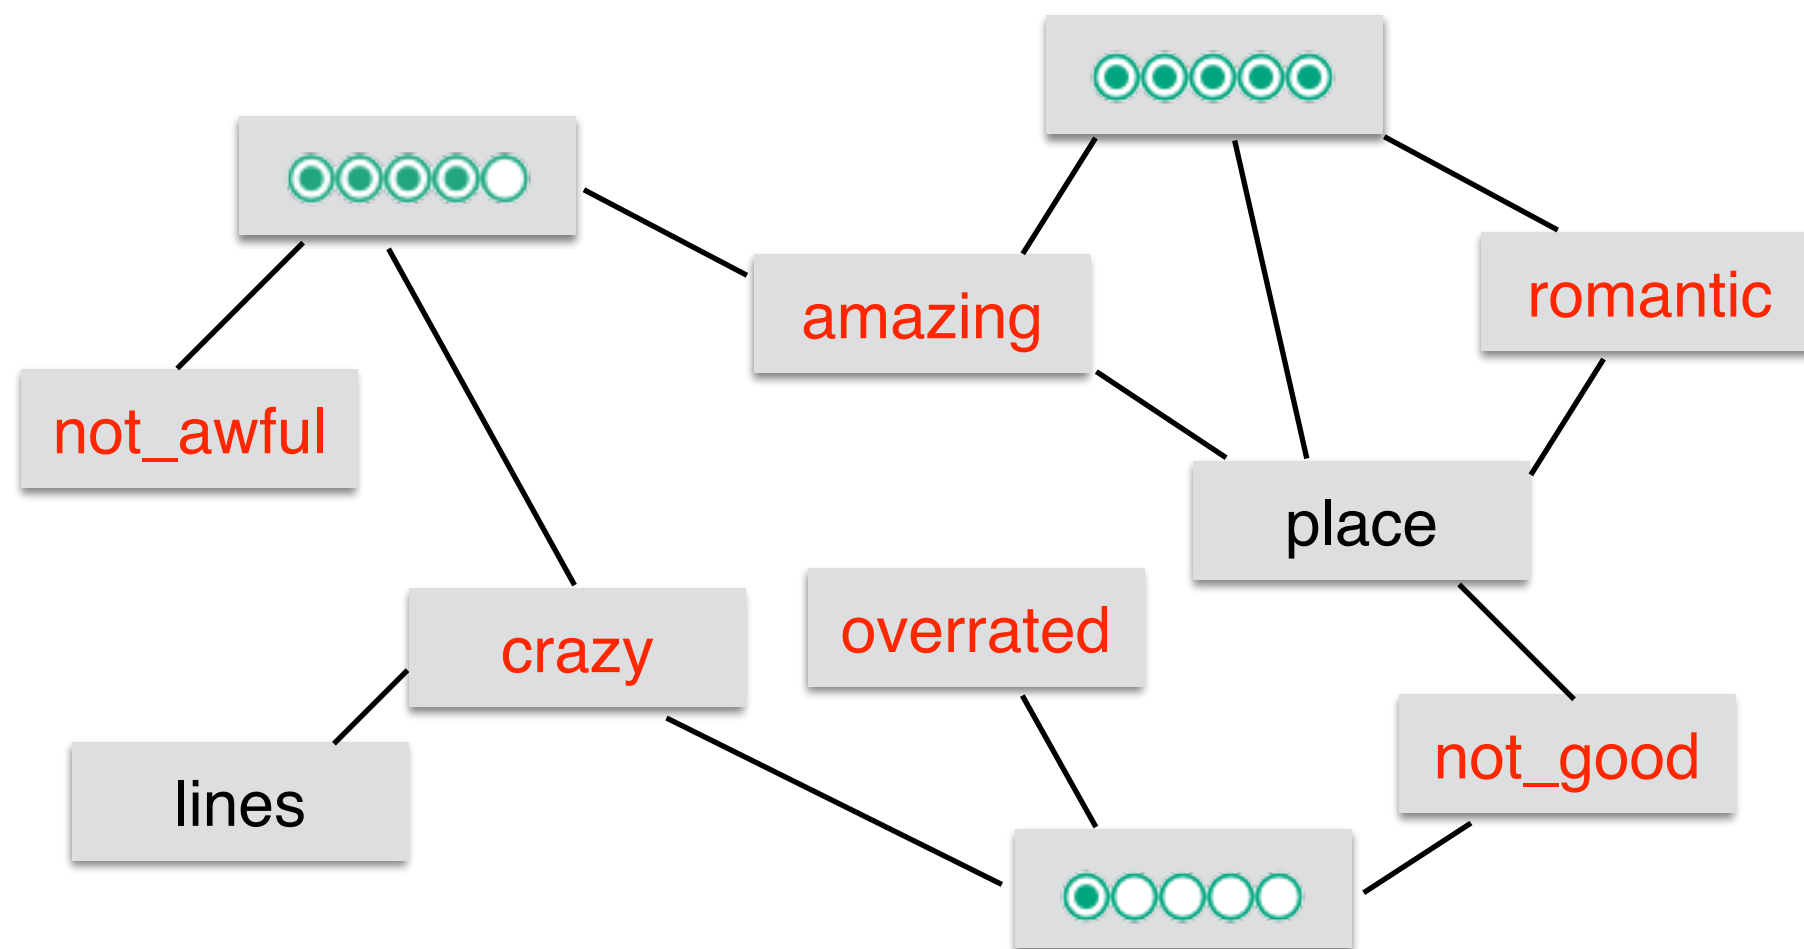 amazing
romantic
not_awful
place
crazy
overrated
not_good
lines